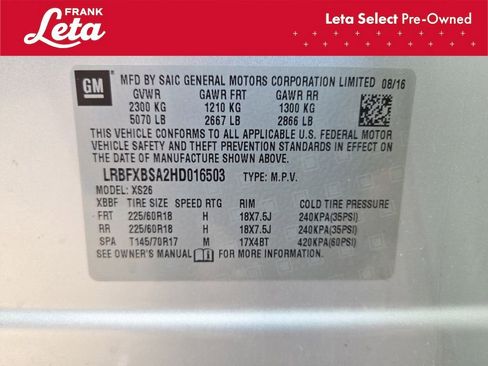 FRANK
Leta
Leta Select Pre-Owned
GM
MFD BY SAIC GENERAL MOTORS CORPORATION LIMITED 08/16
GVWR GAWR FRT GAWR RR
2300 KG 1210 KG 1300 KG
5070 LB 2667 LB 2866 LB
THIS VEHICLE CONFORMS TO ALL APPLICABLE U.S. FEDERAL MOTOR
VEHICLE SAFETY AND THEFT PREVENTION STANDARDS IN EFFECT ON
THE DATE OF MANUFACTURE SHOWN ABOVE.
LRBFXBSA2HD016503 TYPE: M.P.V.
MODEL: XS26
XBBF TIRE SIZE SPEED RTG RIM COLD TIRE PRESSURE
FRT 225/60R18 H 18X7.5J 240KPA(35PSI)
RR 225/60R18 H 18X7.5J 240KPA(35PSI)
SPA T145/70R17 M 17X4BT 420KPA(60PSI)
SEE OWNER'S MANUAL FOR MORE INFORMATION.